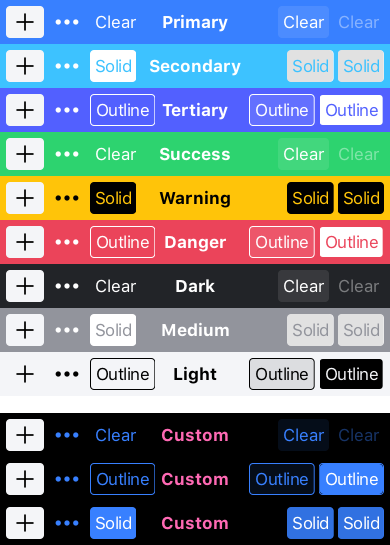 Clear Primary Clear Clear
Solid Secondary Solid Solid
Outline Tertiary Outline Outline
Clear Success Clear Clear
Solid Warning Solid Solid
Outline Danger Outline Outline
Clear Dark Clear Clear
Solid Medium Solid Solid
Outline Light Outline Outline
Clear Custom Clear Clear
Outline Custom Outline Outline
Solid Custom Solid Solid